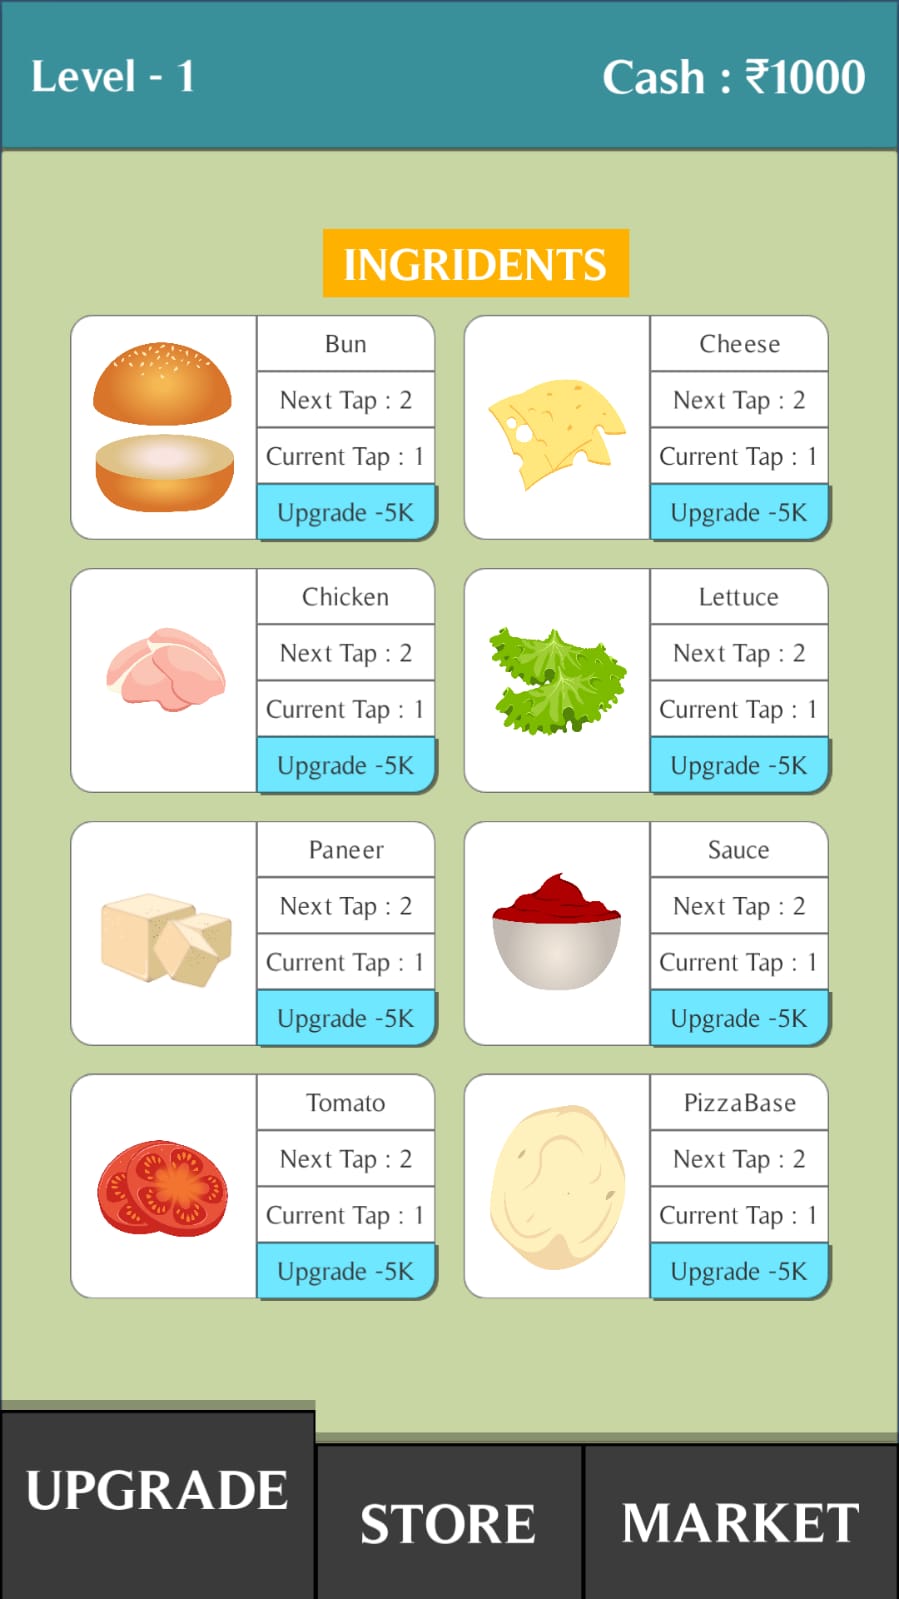 Level - 1
Cash : ₹1000
INGRIDENTS
Bun
Next Tap : 2
Current Tap : 1
Upgrade -5K
Cheese
Next Tap : 2
Current Tap : 1
Upgrade -5K
Chicken
Next Tap : 2
Current Tap : 1
Upgrade -5K
Lettuce
Next Tap : 2
Current Tap : 1
Upgrade -5K
Paneer
Next Tap : 2
Current Tap : 1
Upgrade -5K
Sauce
Next Tap : 2
Current Tap : 1
Upgrade -5K
Tomato
Next Tap : 2
Current Tap : 1
Upgrade -5K
PizzaBase
Next Tap : 2
Current Tap : 1
Upgrade -5K
UPGRADE
STORE
MARKET